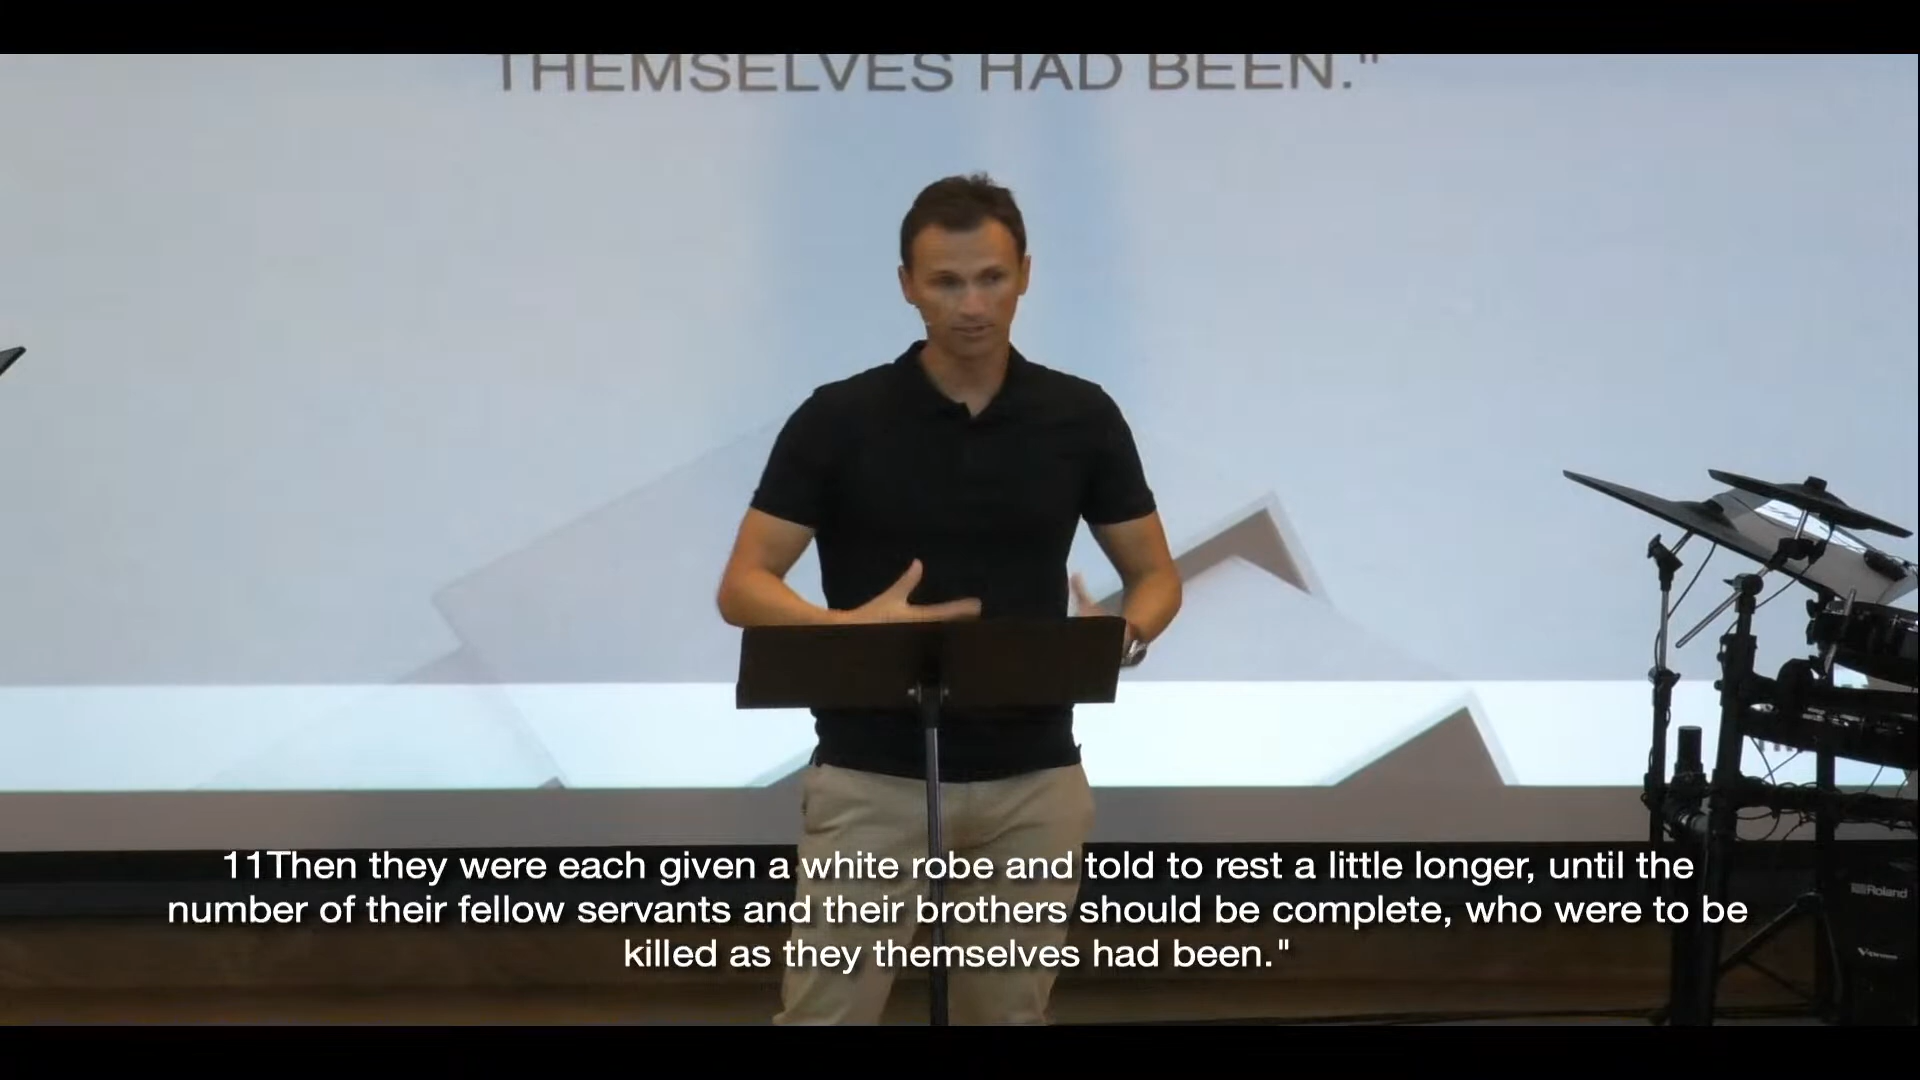 THEMSELVES HAD BEEN."
11Then they were each given a white robe and told to rest a little longer, until the
number of their fellow servants and their brothers should be complete, who were to be
killed as they themselves had been."
Roland